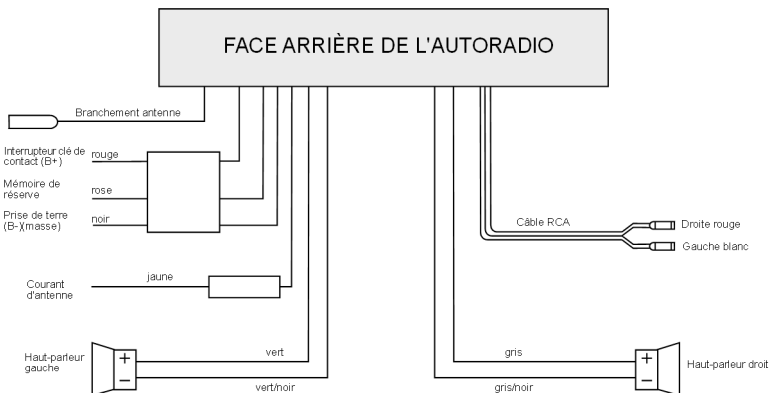 FACE ARRIÈRE DE L'AUTORADIO
Branchement antenne
Interrupteur clé de
contact (B+)
rouge
Mémoire de
réserve
rose
Prise de terre
(B-)(masse)
noir
Câble RCA
Droite rouge
Gauche blanc
jaune
Courant
d'antenne
Haut-parleur
gauche
+
−
vert
vert/noir
gris
gris/noir
+
−
Haut-parleur droit